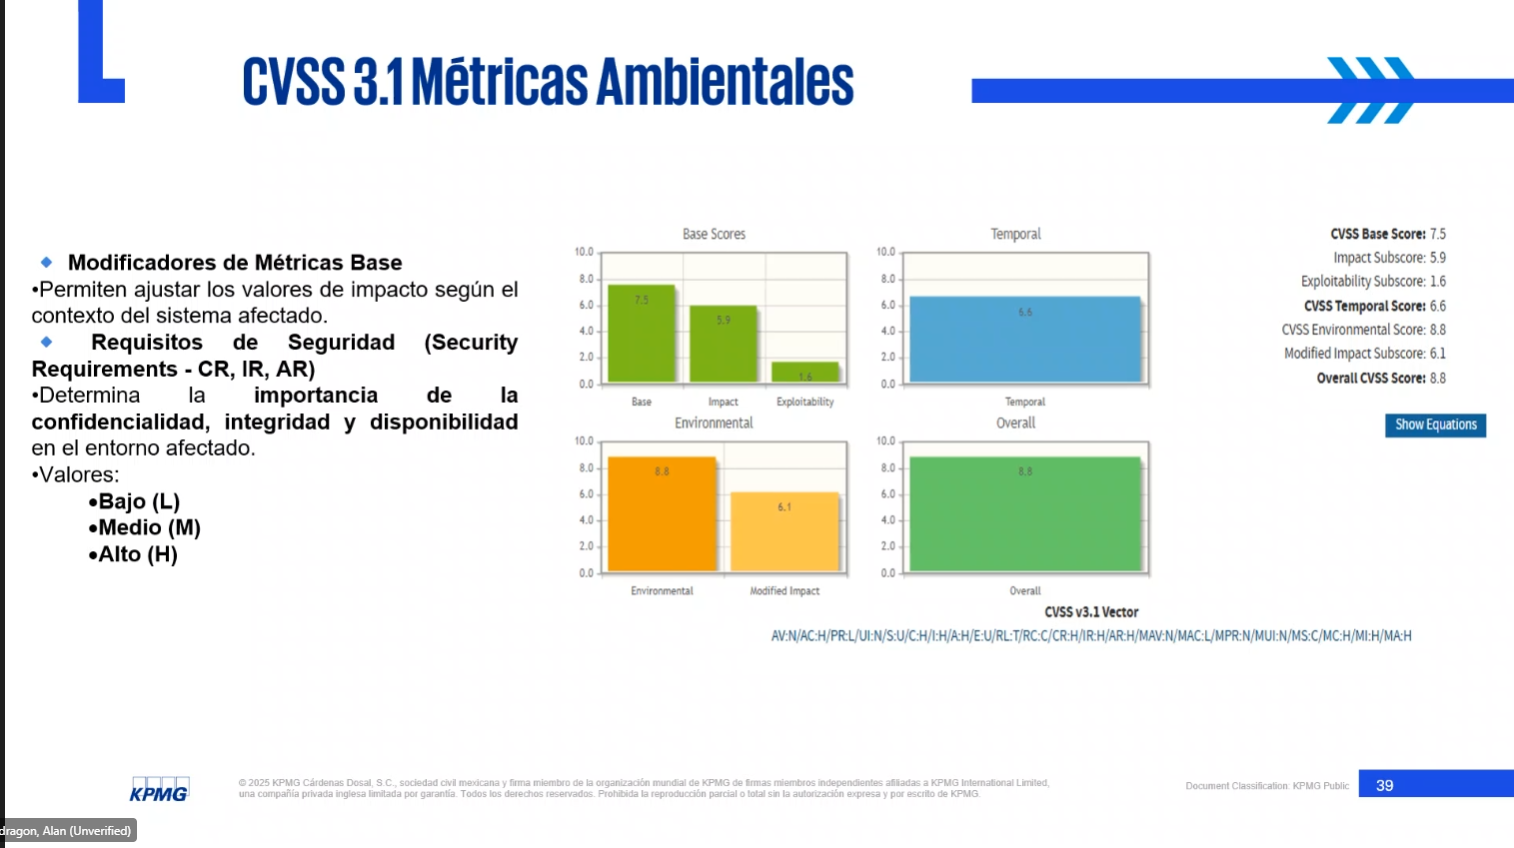 CVSS 3.1 Métricas Ambientales
Modificadores de Métricas Base
•Permiten ajustar los valores de impacto según el
contexto del sistema afectado.
Requisitos de Seguridad (Security
Requirements - CR, IR, AR)
•Determina la importancia de la
confidencialidad, integridad y disponibilidad
en el entorno afectado.
•Valores:
•Bajo (L)
•Medio (M)
•Alto (H)
Base Scores
10.0
8.0
6.0
4.0
2.0
0.0
7.5
5.9
1.6
Base Impact Exploitability
Temporal
10.0
8.0
6.0
4.0
2.0
0.0
6.6
Temporal
Environmental
10.0
8.0
6.0
4.0
2.0
0.0
8.8
6.1
Environmental Modified Impact
Overall
10.0
8.0
6.0
4.0
2.0
0.0
8.8
Overall
CVSS Base Score: 7.5
Impact Subscore: 5.9
Exploitability Subscore: 1.6
CVSS Temporal Score: 6.6
CVSS Environmental Score: 8.8
Modified Impact Subscore: 6.1
Overall CVSS Score: 8.8
Show Equations
CVSS v3.1 Vector
AV:N/AC:H/PR:L/UI:N/S:U/C:H/I:H/A:H/E:U/RL:T/RC:C/CR:H/IR:H/AR:H/MAV:N/MAC:L/MPR:N/MUI:N/MS:C/MC:H/MI:H/MA:H
KPMG
© 2025 KPMG Cárdenas Dosal, S.C., sociedad civil mexicana y firma miembro de la organización mundial de KPMG de firmas miembros independientes afiliadas a KPMG International Limited,
una compañía privada inglesa limitada por garantía. Todos los derechos reservados. Prohibida la reproducción parcial o total sin la autorización expresa y por escrito de KPMG.
Document Classification: KPMG Public
39
dragon, Alan (Unverified)